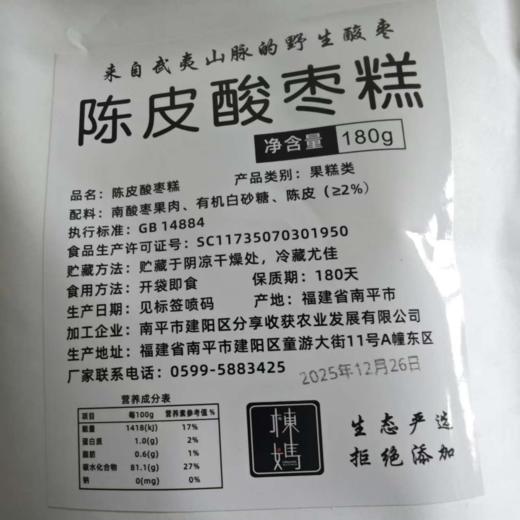 来自武夷山脉的野生酸枣
陈皮酸枣糕
净含量 180g
品名：陈皮酸枣糕 产品类别：果糕类
配料：南酸枣果肉、有机白砂糖、陈皮（≥2%）
执行标准：GB 14884
食品生产许可证号：SC11735070301950
贮藏方法：贮藏于阴凉干燥处，冷藏尤佳
食用方法：开袋即食 保质期：180天
生产日期：见标签喷码 产地：福建省南平市
加工企业：南平市建阳区分享收获农业发展有限公司
生产地址：福建省南平市建阳区童游大街11号A幢东区
厂家联系电话：0599-5883425
2025年12月26日
营养成分表
项目 每100g 营养素参考值%
能量 1418(kJ) 17%
蛋白质 1.0(g) 2%
脂肪 0.6(g) 1%
碳水化合物 81.1(g) 27%
钠 0(mg) 0%
棟媽
生态严选
拒绝添加